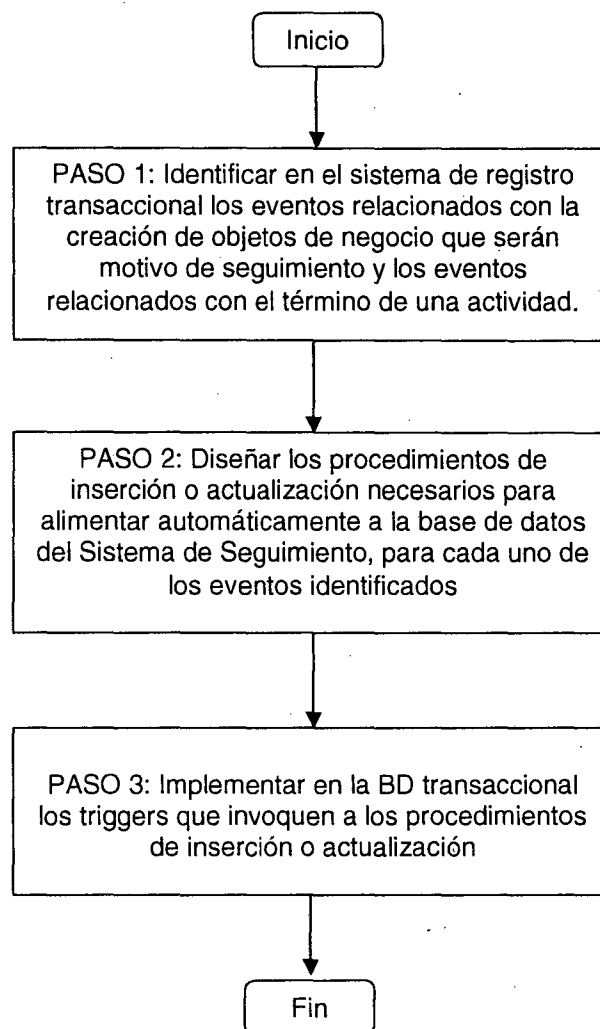 Inicio
PASO 1: Identificar en el sistema de registro
transaccional los eventos relacionados con la
creación de objetos de negocio que serán
motivo de seguimiento y los eventos
relacionados con el término de una actividad.
PASO 2: Diseñar los procedimientos de
inserción o actualización necesarios para
alimentar automáticamente a la base de datos
del Sistema de Seguimiento, para cada uno de
los eventos identificados
PASO 3: Implementar en la BD transaccional
los triggers que invoquen a los procedimientos
de inserción o actualización
Fin